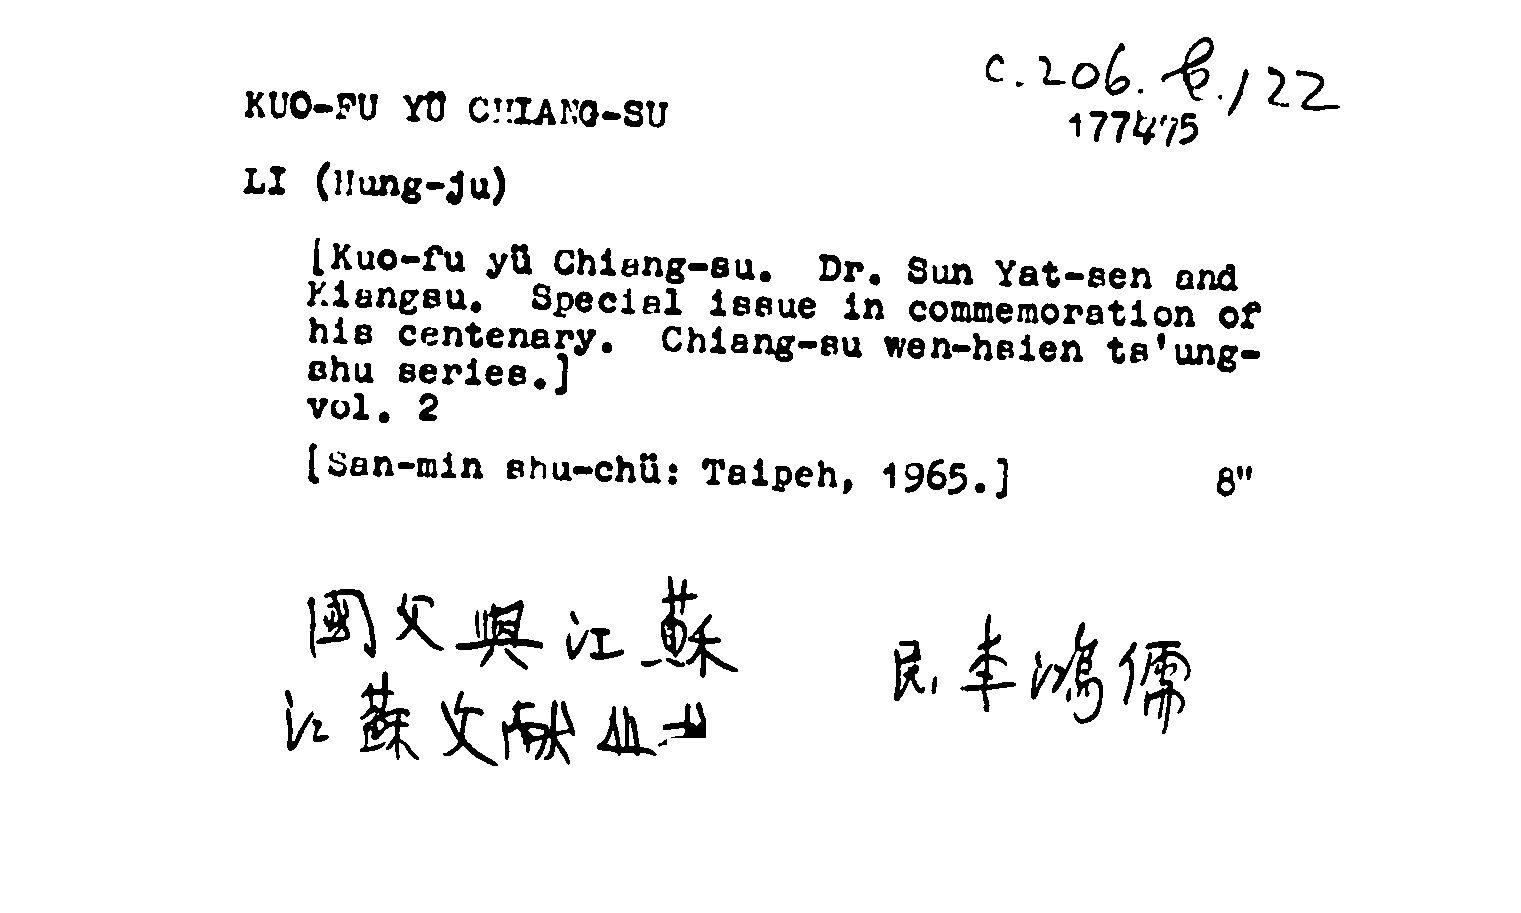 c.206.b.122
177475
KUO-FU YÜ CHIANG-SU
LI (Hung-ju)
[Kuo-fu yü Chiang-su. Dr. Sun Yat-sen and
Kiangsu. Special issue in commemoration of
his centenary. Chiang-su wen-hsien ts'ung-
shu series.]
vol. 2
[San-min shu-chü: Taipeh, 1965.] 8"
國父與江蘇
民 李鴻儒
江蘇文献